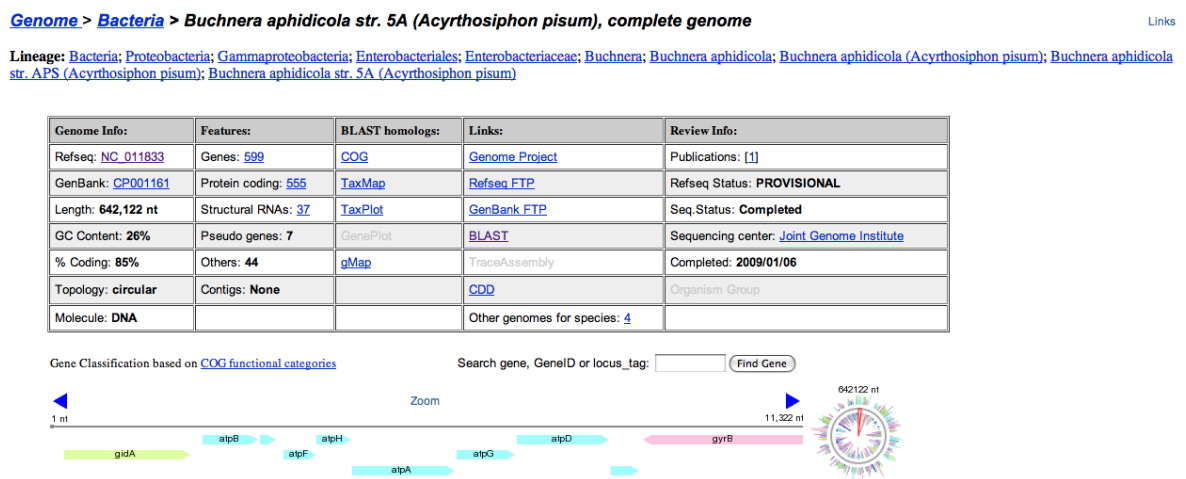 Genome > Bacteria > Buchnera aphidicola str. 5A (Acyrthosiphon pisum), complete genome
Links
Lineage: Bacteria; Proteobacteria; Gammaproteobacteria; Enterobacteriales; Enterobacteriaceae; Buchnera; Buchnera aphidicola; Buchnera aphidicola (Acyrthosiphon pisum); Buchnera aphidicola
str. APS (Acyrthosiphon pisum); Buchnera aphidicola str. 5A (Acyrthosiphon pisum)
Genome Info: Features: BLAST homologs: Links: Review Info:
Refseq: NC_011833 Genes: 599 COG Genome Project Publications: [1]
GenBank: CP001161 Protein coding: 555 TaxMap Refseq FTP Refseq Status: PROVISIONAL
Length: 642,122 nt Structural RNAs: 37 TaxPlot GenBank FTP Seq.Status: Completed
GC Content: 26% Pseudo genes: 7 GenePlot BLAST Sequencing center: Joint Genome Institute
% Coding: 85% Others: 44 gMap TraceAssembly Completed: 2009/01/06
Topology: circular Contigs: None CDD Organism Group
Molecule: DNA Other genomes for species: 4
Gene Classification based on COG functional categories Search gene, GeneID or locus_tag: Find Gene
642122 nt
Zoom
1 nt 11,322 nt
atpB atpH atpD gyrB
gidA atpF atpG
atpA